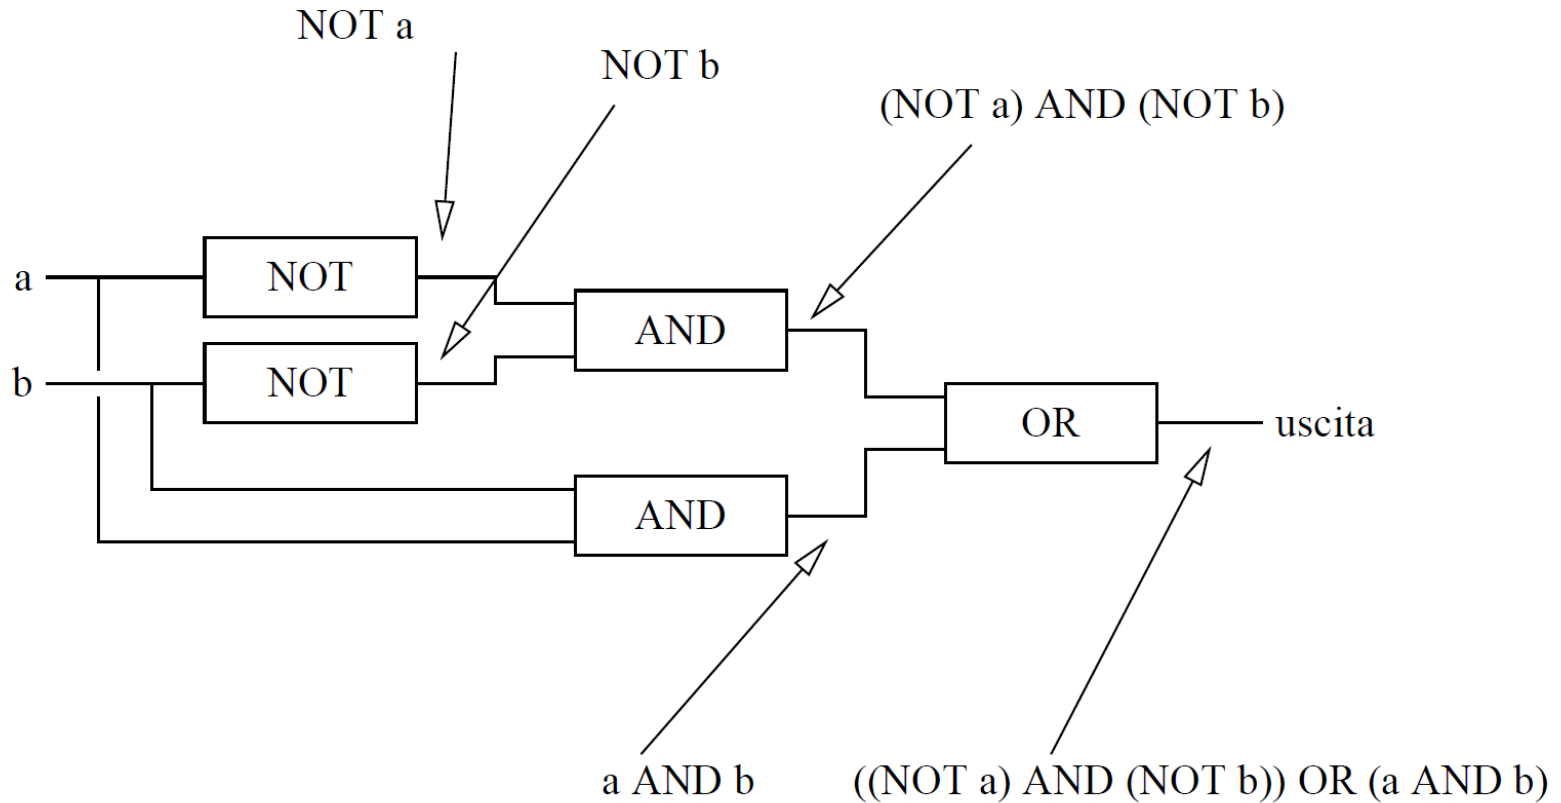 NOT a
NOT b
(NOT a) AND (NOT b)
a
NOT
AND
b
NOT
OR
uscita
AND
a AND b
((NOT a) AND (NOT b)) OR (a AND b)